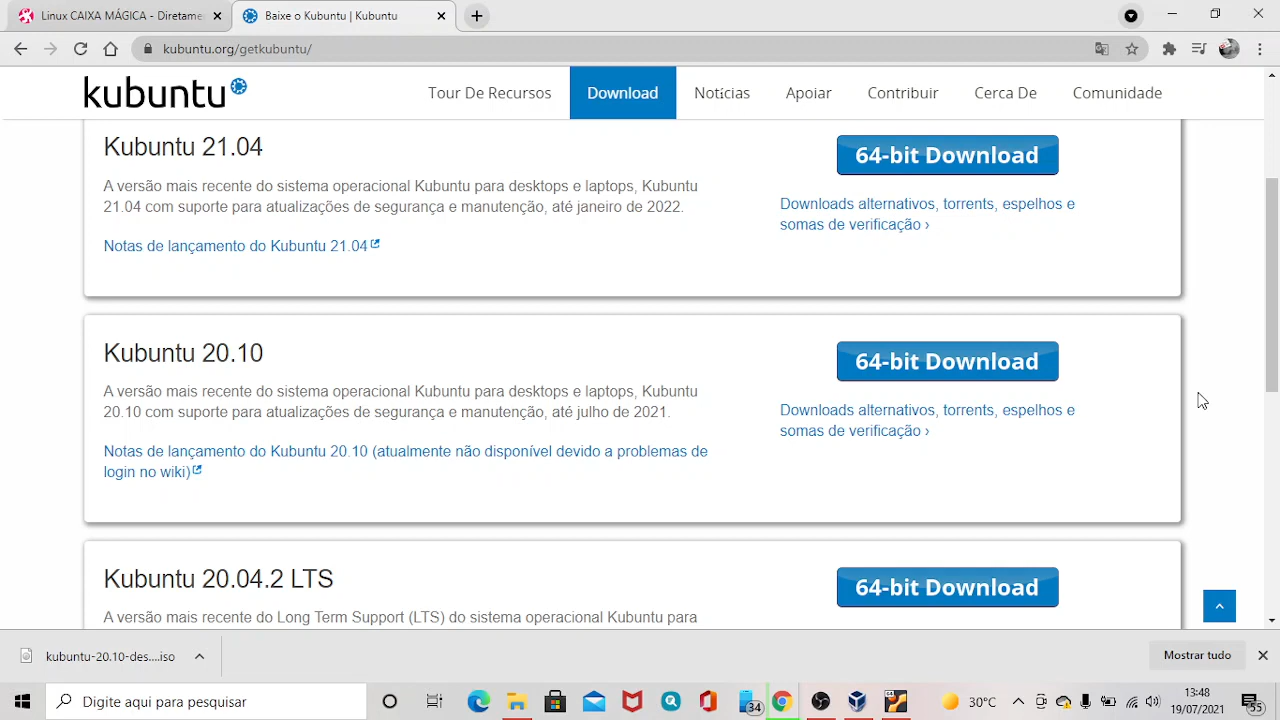 Linux CAIXA MÁGICA - Diretame
Baixe o Kubuntu | Kubuntu
kubuntu.org/getkubuntu/
kubuntu
Tour De Recursos
Download
Notícias
Apoiar
Contribuir
Cerca De
Comunidade
Kubuntu 21.04
64-bit Download
A versão mais recente do sistema operacional Kubuntu para desktops e laptops, Kubuntu
21.04 com suporte para atualizações de segurança e manutenção, até janeiro de 2022.
Downloads alternativos, torrents, espelhos e
somas de verificação ›
Notas de lançamento do Kubuntu 21.04
Kubuntu 20.10
64-bit Download
A versão mais recente do sistema operacional Kubuntu para desktops e laptops, Kubuntu
20.10 com suporte para atualizações de segurança e manutenção, até julho de 2021.
Downloads alternativos, torrents, espelhos e
somas de verificação ›
Notas de lançamento do Kubuntu 20.10 (atualmente não disponível devido a problemas de
login no wiki)
Kubuntu 20.04.2 LTS
64-bit Download
A versão mais recente do Long Term Support (LTS) do sistema operacional Kubuntu para
kubuntu-20.10-des....iso
Mostrar tudo
Digite aqui para pesquisar
34
30°C
13:48
19/07/2021
55